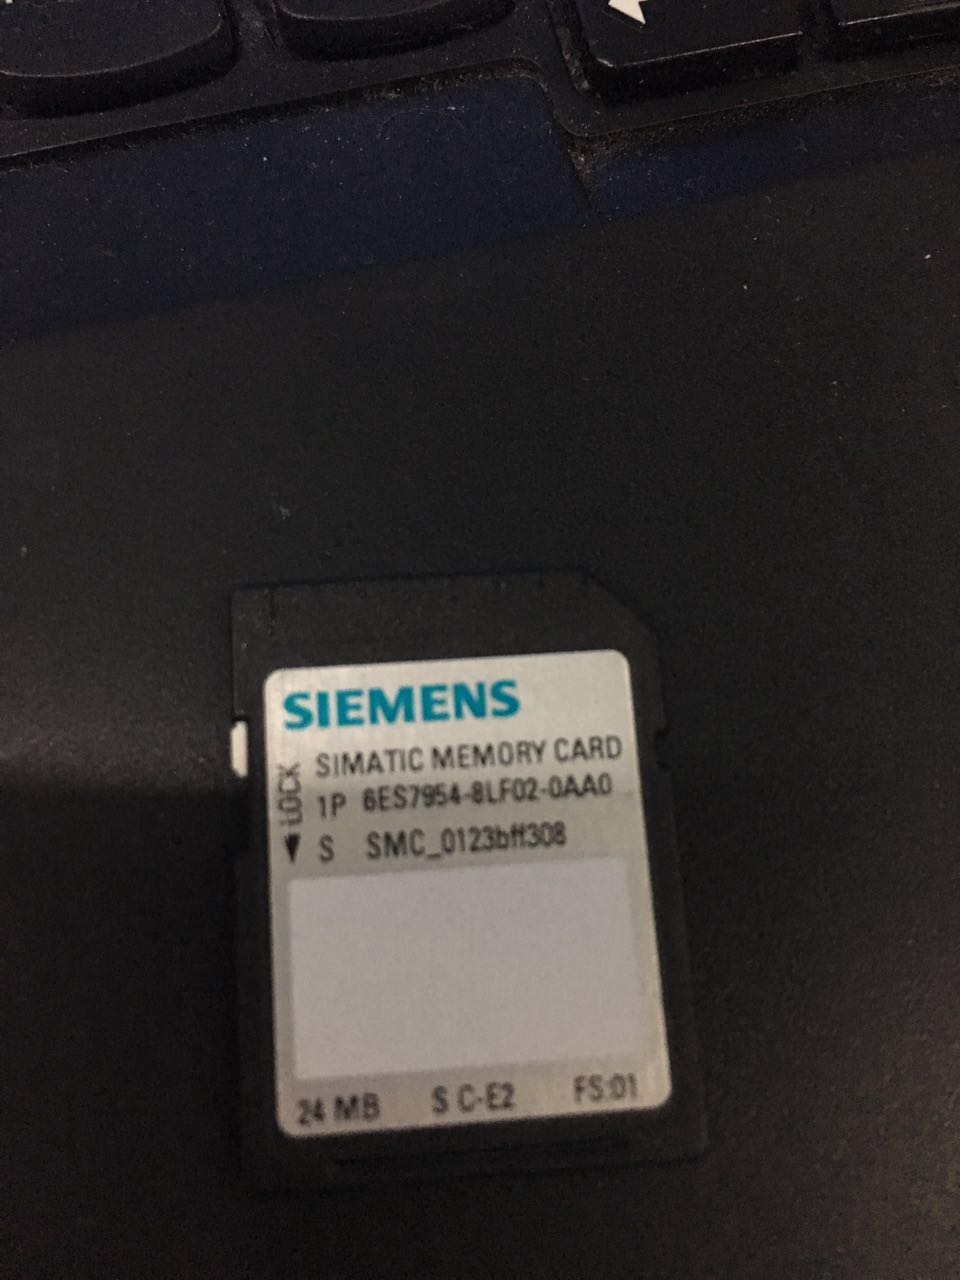 SIEMENS
SIMATIC MEMORY CARD
1P 6ES7954-8LF02-0AA0
S SMC_0123bff308
LOCK
24 MB S C-E2 FS:01